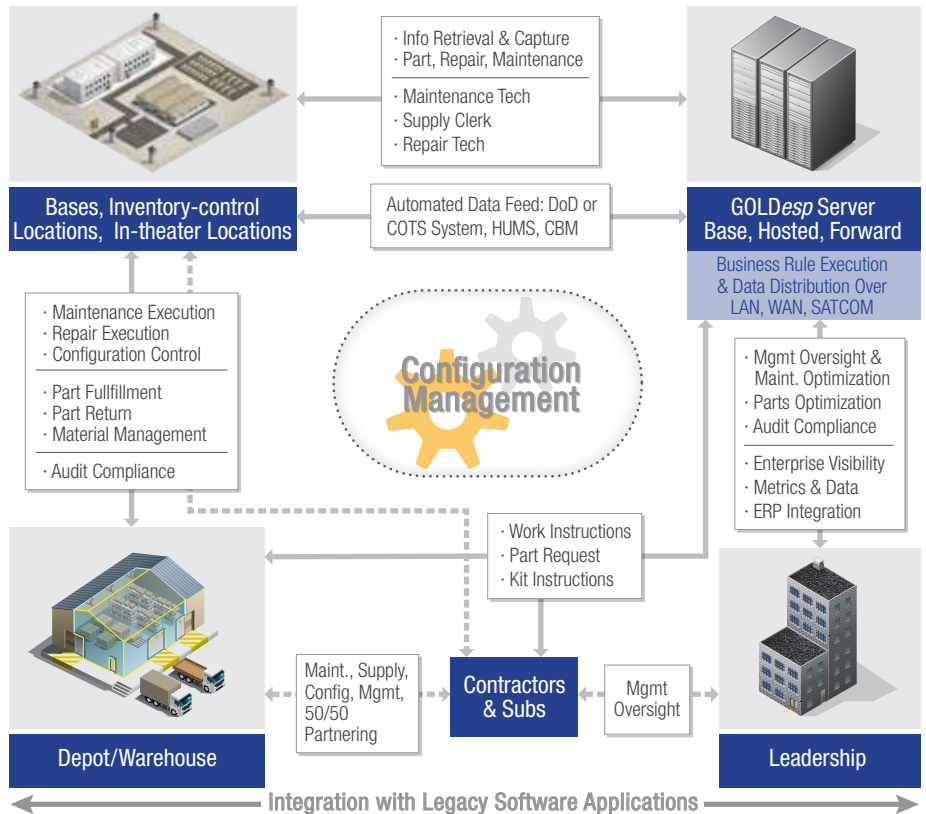 · Info Retrieval & Capture
· Part, Repair, Maintenance
· Maintenance Tech
· Supply Clerk
· Repair Tech
Bases, Inventory-control
Locations, In-theater Locations
Automated Data Feed: DoD or
COTS System, HUMS, CBM
GOLDesp Server
Base, Hosted, Forward
Business Rule Execution
& Data Distribution Over
LAN, WAN, SATCOM
· Maintenance Execution
· Repair Execution
· Configuration Control
· Part Fullfillment
· Part Return
· Material Management
· Audit Compliance
Configuration
Management
· Mgmt Oversight &
Maint. Optimization
· Parts Optimization
· Audit Compliance
· Enterprise Visibility
· Metrics & Data
· ERP Integration
· Work Instructions
· Part Request
· Kit Instructions
Maint., Supply,
Config, Mgmt,
50/50
Partnering
Contractors
& Subs
Mgmt
Oversight
Depot/Warehouse
Leadership
Integration with Legacy Software Applications